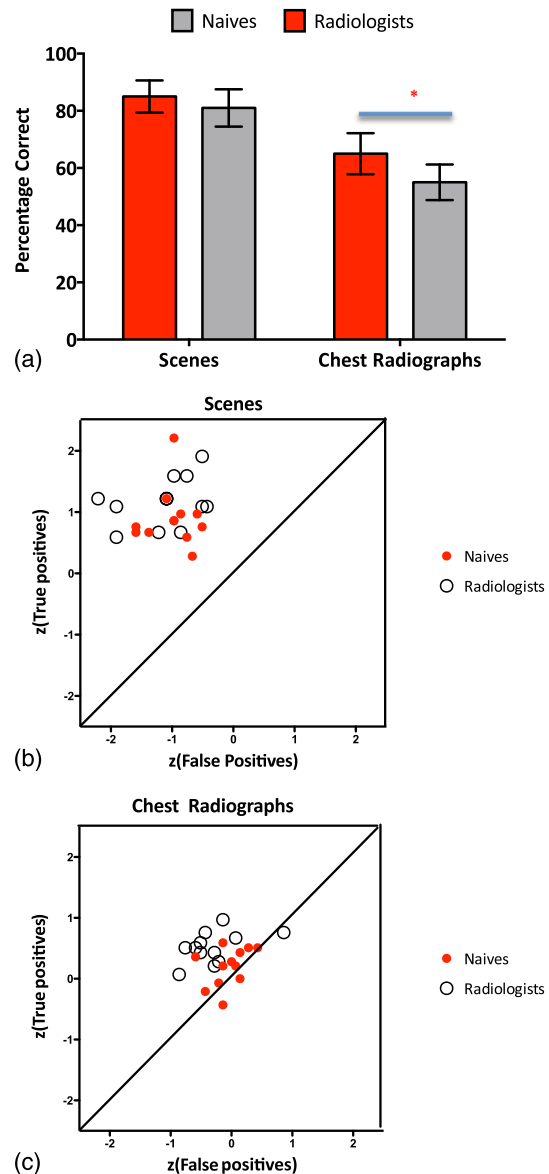 Naives Radiologists
*
100
80
60
40
20
0
Percentage Correct
Scenes Chest Radiographs
(a)
Scenes
2
1
0
-1
-2
z(True positives)
-2 -1 0 1 2
z(False Positives)
Naives
Radiologists
(b)
Chest Radiographs
2
1
0
-1
-2
z(True positives)
-2 -1 0 1 2
z(False positives)
Naives
Radiologists
(c)